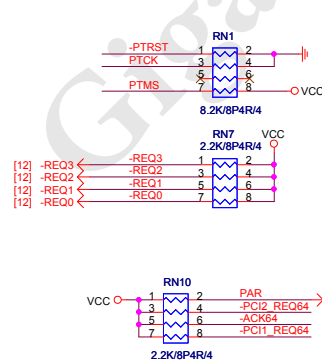 RN1
-PTRST 1 2
PTCK 3 4
5 6
PTMS 7 8 VCC
8.2K/8P4R/4
RN7 VCC
2.2K/8P4R/4
[12] -REQ3 -REQ3 1 2
[12] -REQ2 -REQ2 3 4
[12] -REQ1 -REQ1 5 6
[12] -REQ0 -REQ0 7 8
RN10
VCC 1 2 PAR
3 4 -PCI2_REQ64
5 6 -ACK64
7 8 -PCI1_REQ64
2.2K/8P4R/4
Giga